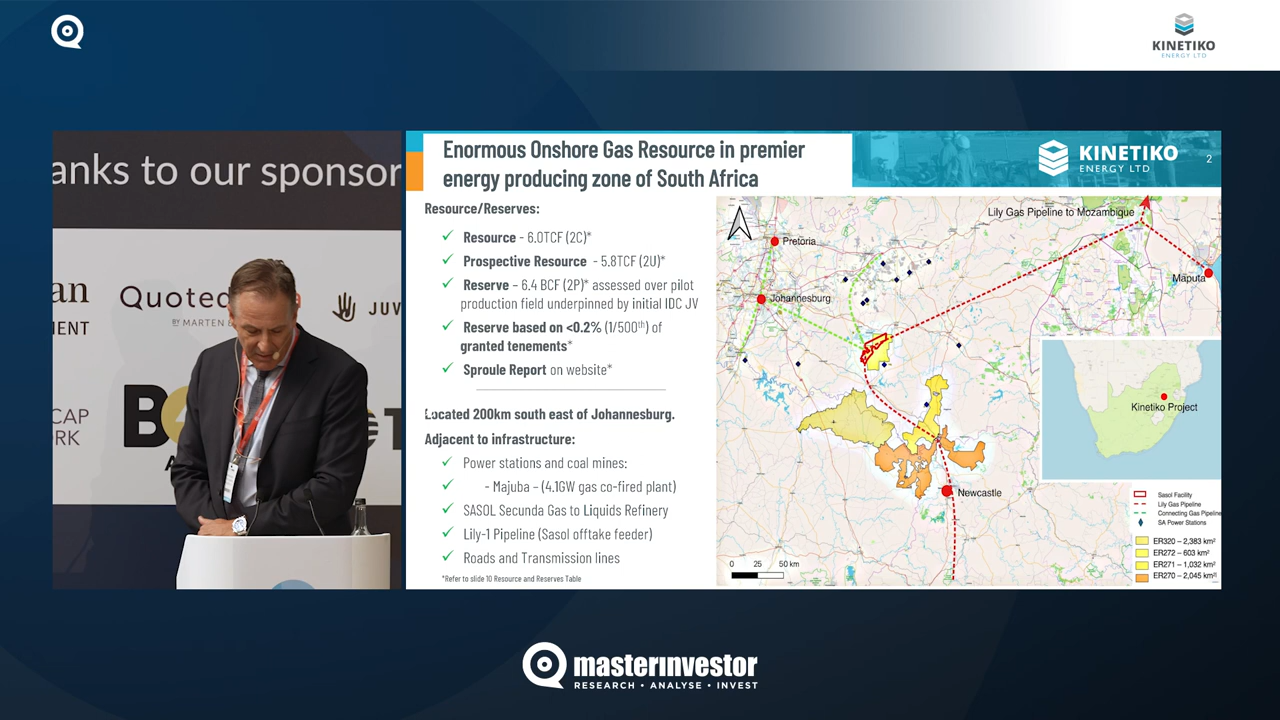 KINETIKO
ENERGY LTD
anks to our sponsor
an
MENT
Quoted
BY MARTEN &
JUV
CAP
RK
B
A
ET
Enormous Onshore Gas Resource in premier
energy producing zone of South Africa
KINETIKO
ENERGY LTD
2
Resource/Reserves:
✓ Resource - 6.0TCF (2C)*
✓ Prospective Resource - 5.8TCF (2U)*
✓ Reserve – 6.4 BCF (2P)* assessed over pilot
production field underpinned by initial IDC JV
✓ Reserve based on <0.2% (1/500th) of
granted tenements*
✓ Sproule Report on website*
Located 200km south east of Johannesburg.
Adjacent to infrastructure:
✓ Power stations and coal mines:
✓ - Majuba – (4.1GW gas co-fired plant)
✓ SASOL Secunda Gas to Liquids Refinery
✓ Lily-1 Pipeline (Sasol offtake feeder)
✓ Roads and Transmission lines
*Refer to slide 10 Resource and Reserves Table
Lily Gas Pipeline to Mozambique
Pretoria
Maputa
Johannesburg
Kinetiko Project
Newcastle
Sasol Facility
Lily Gas Pipeline
Connecting Gas Pipeline
SA Power Stations
ER320 – 2,383 km²
ER272 – 603 km²
ER271 – 1,032 km²
ER270 – 2,045 km²
0 25 50 km
masterinvestor
RESEARCH • ANALYSE • INVEST